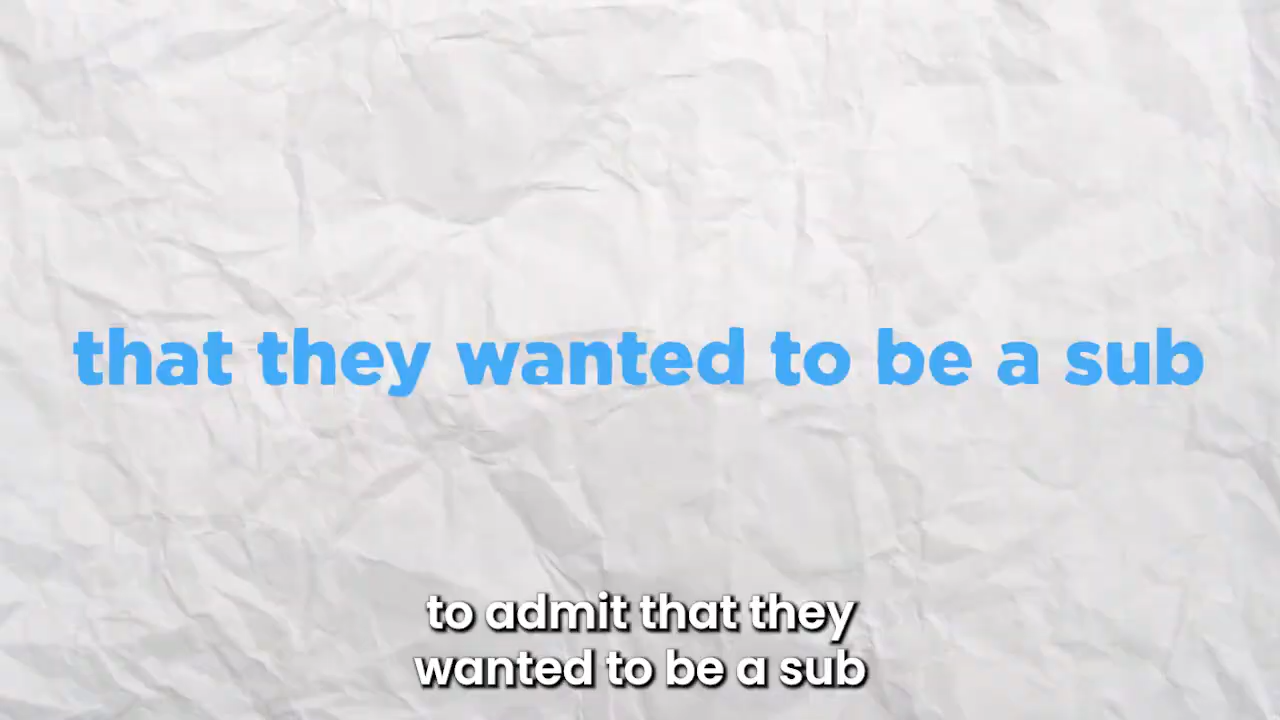 that they wanted to be a sub
to admit that they
wanted to be a sub